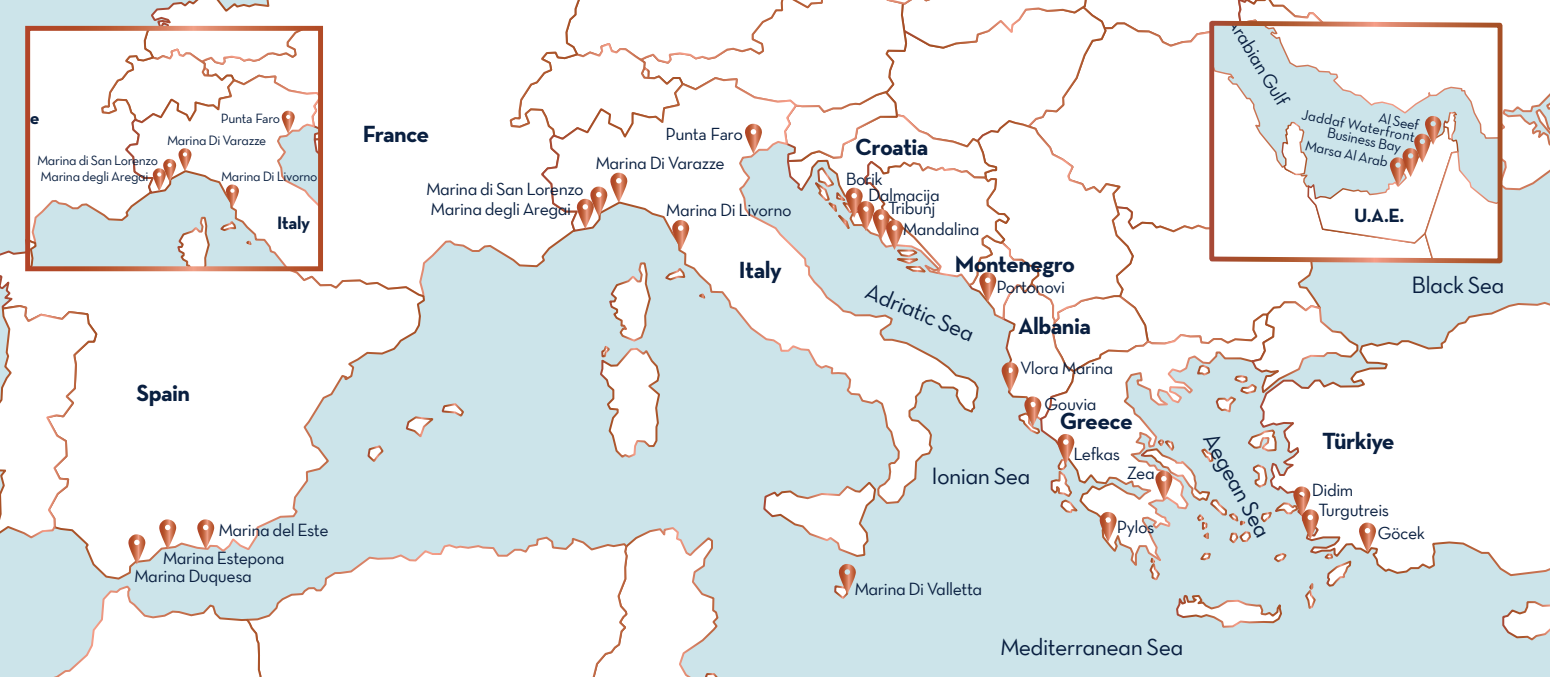 e
Punta Faro
Marina Di Varazze
Marina di San Lorenzo
Marina degli Aregai
Marina Di Livorno
Italy
France
Punta Faro
Marina Di Varazze
Marina di San Lorenzo
Marina degli Aregai
Marina Di Livorno
Italy
Croatia
Borik
Dalmacija
Tribunj
Mandalina
Montenegro
Portonovi
Adriatic Sea
Albania
Vlora Marina
Gouvia
Greece
Lefkas
Zea
Pylos
Ionian Sea
Aegean Sea
Türkiye
Didim
Turgutreis
Göcek
Black Sea
Arabian Gulf
Al Seef
Jaddaf Waterfront
Business Bay
Marsa Al Arab
U.A.E.
Spain
Marina del Este
Marina Estepona
Marina Duquesa
Marina Di Valletta
Mediterranean Sea